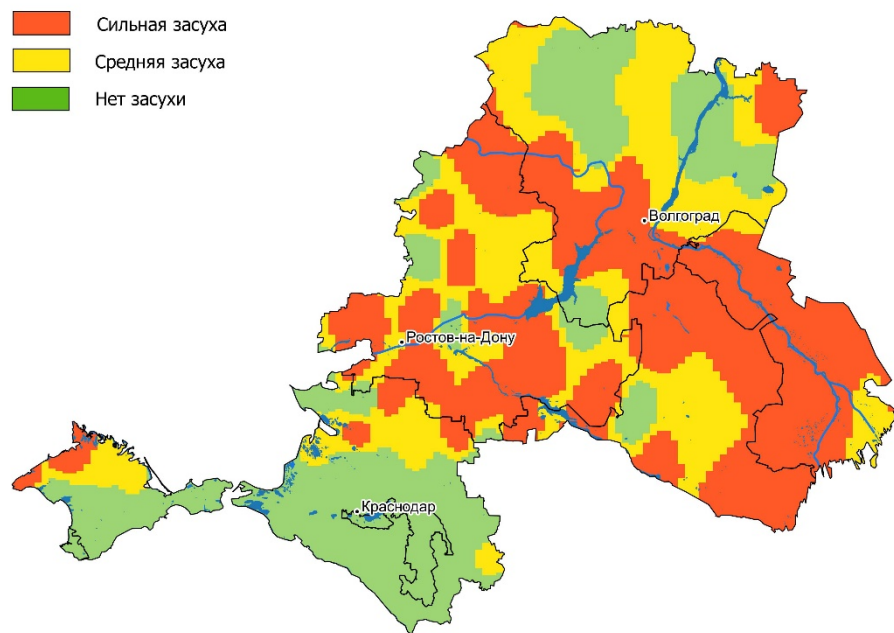 Сильная засуха
Средняя засуха
Нет засухи
Волгоград
Ростов-на-Дону
Краснодар